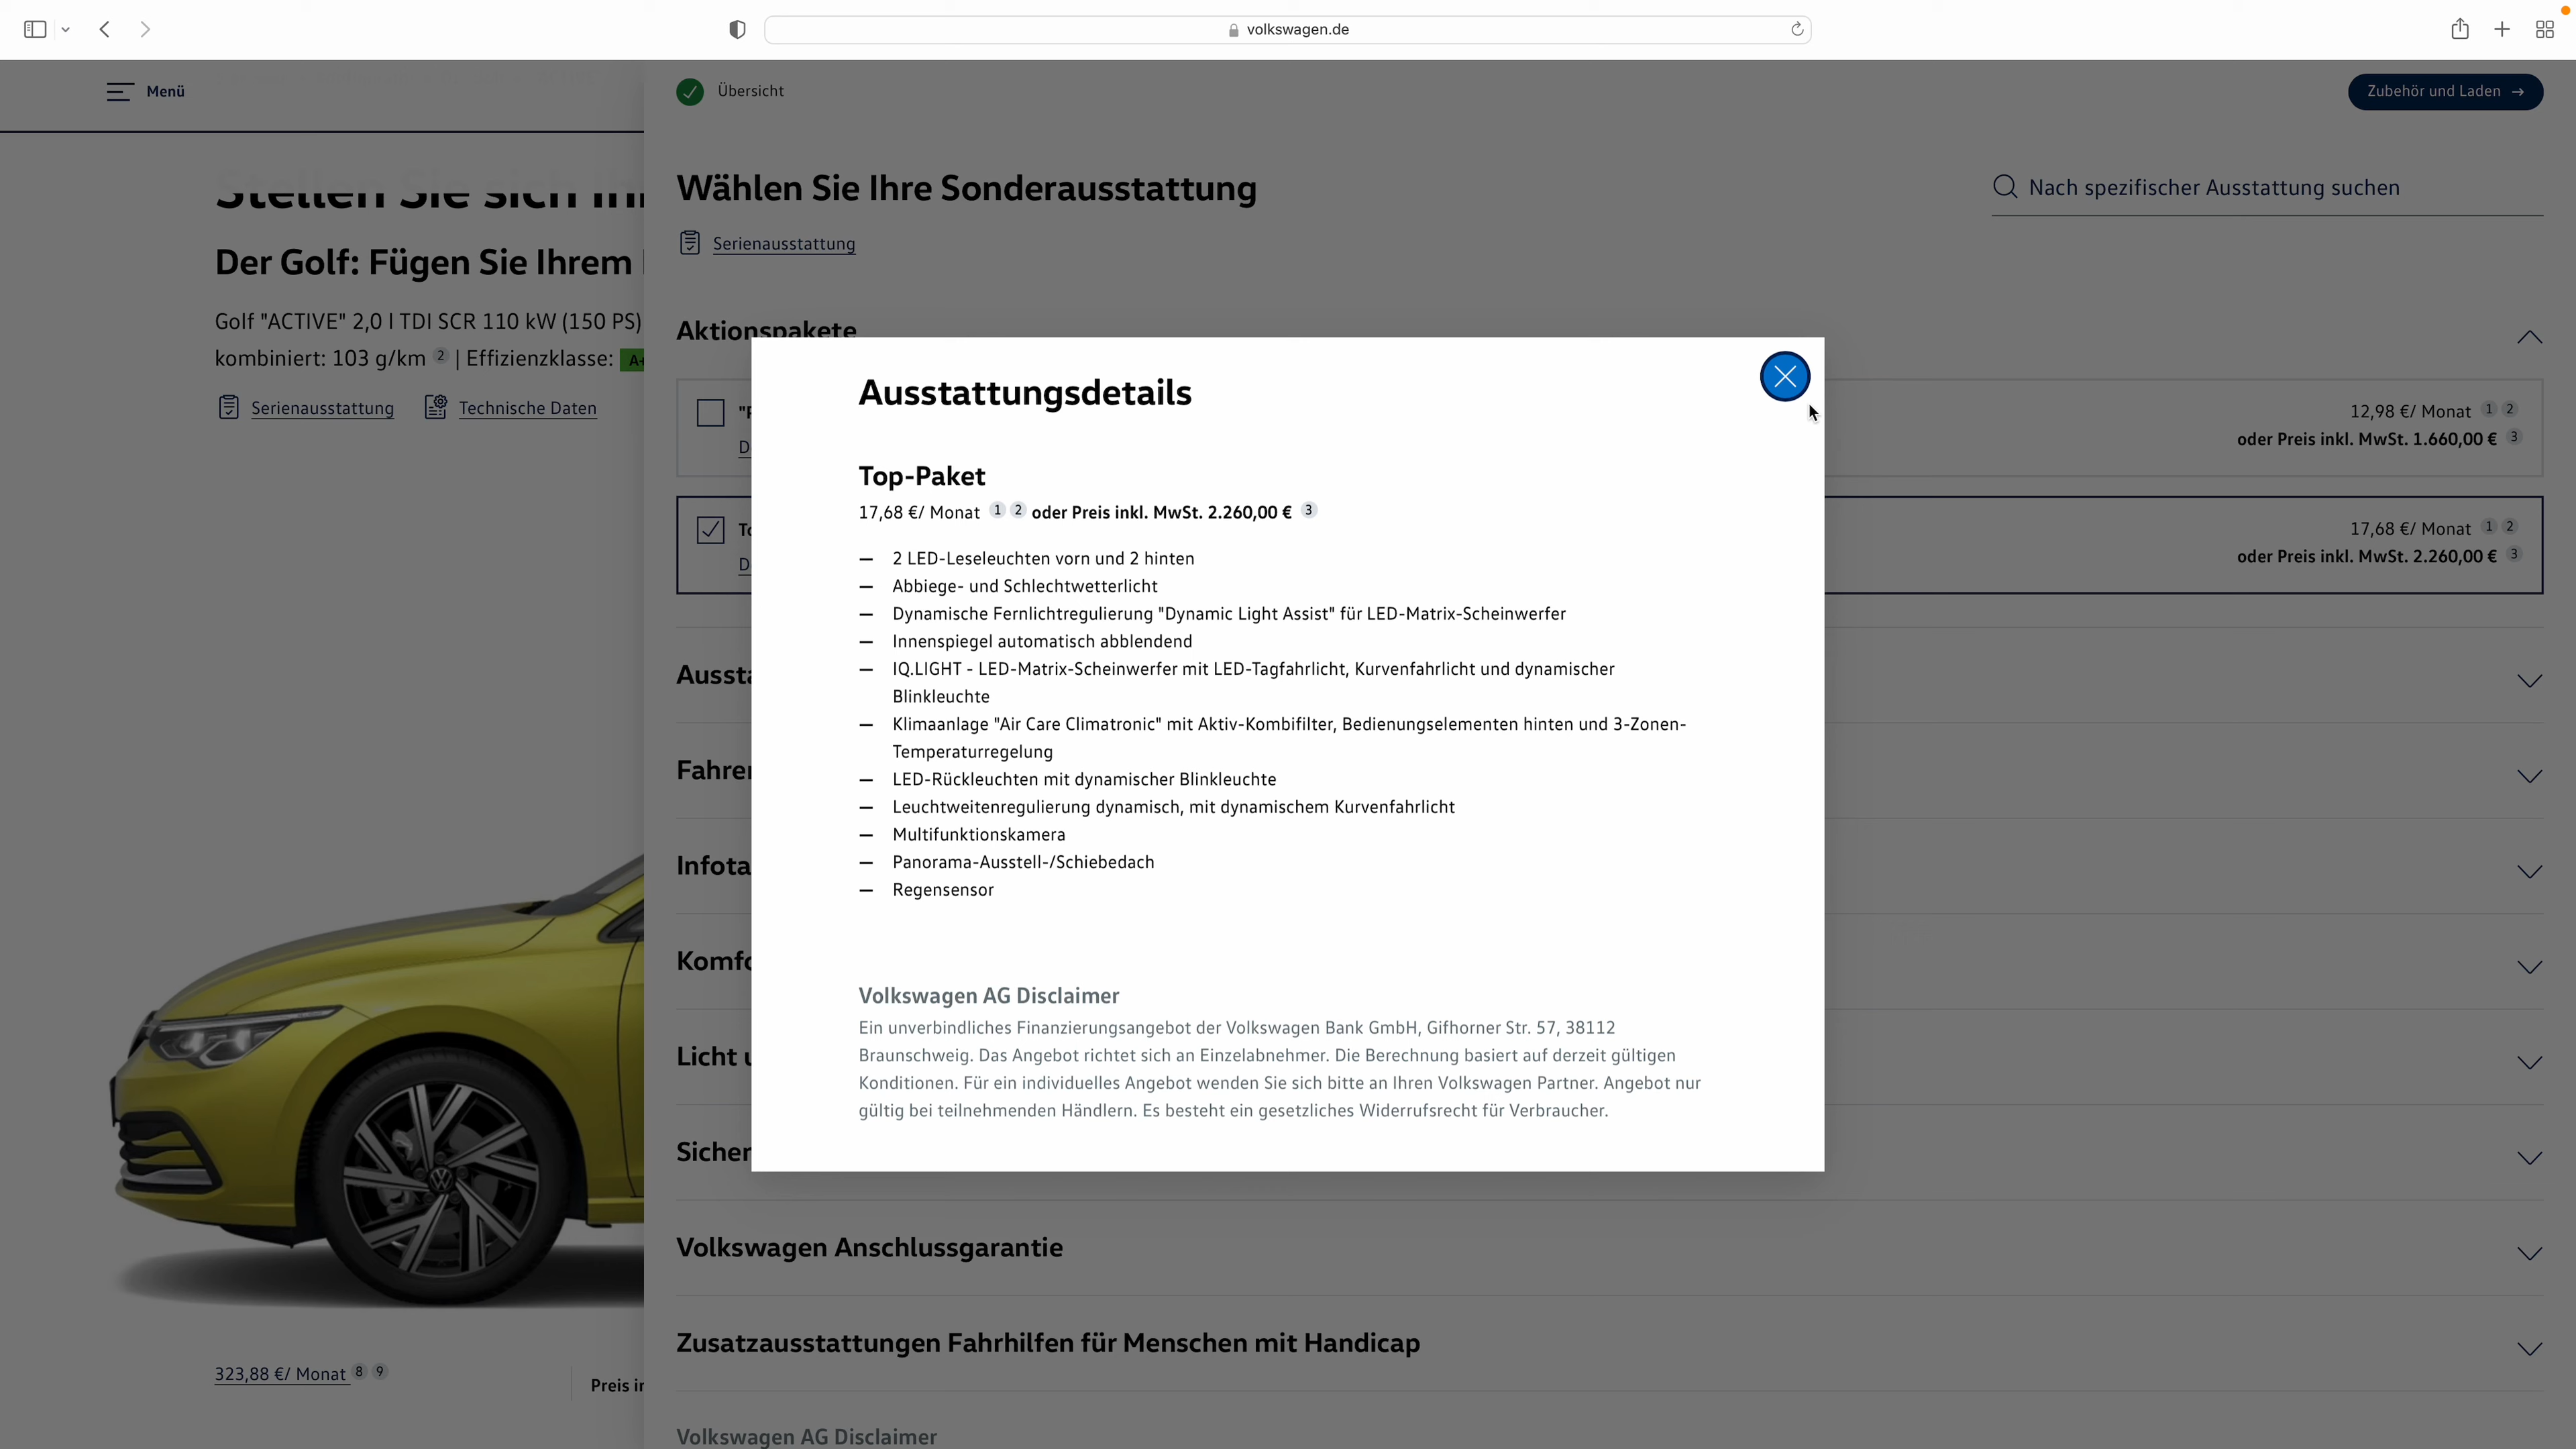 volkswagen.de
Menü
Übersicht
Zubehör und Laden →
Stellen Sie sich
Wählen Sie Ihre Sonderausstattung
Nach spezifischer Ausstattung suchen
Serienausstattung
Der Golf: Fügen Sie Ihrem
Golf "ACTIVE" 2,0 l TDI SCR 110 kW (150 PS)
kombiniert: 103 g/km 2 | Effizienzklasse:
Serienausstattung
Technische Daten
Aktionspakete
12,98 €/ Monat 1 2
oder Preis inkl. MwSt. 1.660,00 € 3
17,68 €/ Monat 1 2
oder Preis inkl. MwSt. 2.260,00 € 3
Ausstattungsdetails
Top-Paket
17,68 €/ Monat 1 2 oder Preis inkl. MwSt. 2.260,00 € 3
— 2 LED-Leseleuchten vorn und 2 hinten
— Abbiege- und Schlechtwetterlicht
— Dynamische Fernlichtregulierung "Dynamic Light Assist" für LED-Matrix-Scheinwerfer
— Innenspiegel automatisch abblendend
— IQ.LIGHT - LED-Matrix-Scheinwerfer mit LED-Tagfahrlicht, Kurvenfahrlicht und dynamischer
Blinkleuchte
— Klimaanlage "Air Care Climatronic" mit Aktiv-Kombifilter, Bedienungselementen hinten und 3-Zonen-
Temperaturregelung
— LED-Rückleuchten mit dynamischer Blinkleuchte
— Leuchtweitenregulierung dynamisch, mit dynamischem Kurvenfahrlicht
— Multifunktionskamera
— Panorama-Ausstell-/Schiebedach
— Regensensor
Volkswagen AG Disclaimer
Ein unverbindliches Finanzierungsangebot der Volkswagen Bank GmbH, Gifhorner Str. 57, 38112
Braunschweig. Das Angebot richtet sich an Einzelabnehmer. Die Berechnung basiert auf derzeit gültigen
Konditionen. Für ein individuelles Angebot wenden Sie sich bitte an Ihren Volkswagen Partner. Angebot nur
gültig bei teilnehmenden Händlern. Es besteht ein gesetzliches Widerrufsrecht für Verbraucher.
Volkswagen Anschlussgarantie
Zusatzausstattungen Fahrhilfen für Menschen mit Handicap
323,88 €/ Monat 8 9
Preis
Volkswagen AG Disclaimer